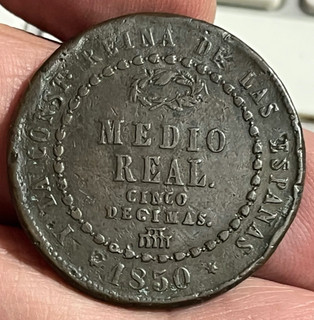 Y LA CONST. REINA DE LAS ESPAÑAS
MEDIO
REAL.
CINCO
DECIMAS.
* 1850 *